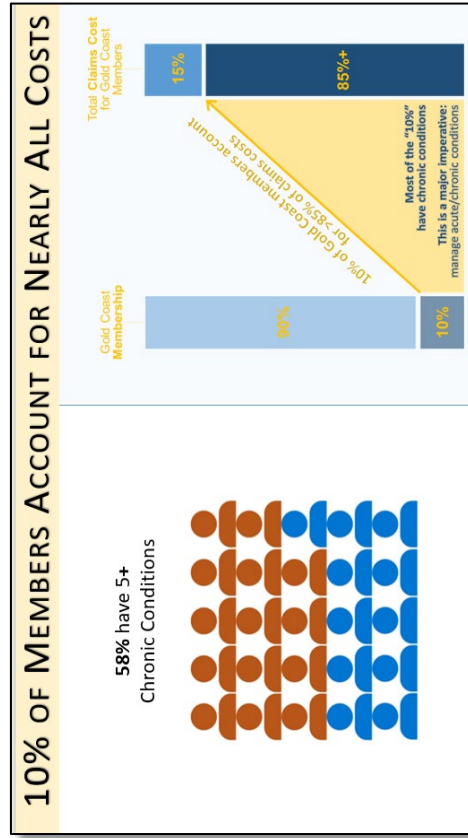 10% OF MEMBERS ACCOUNT FOR NEARLY ALL COSTS
58% have 5+
Chronic Conditions
Gold Coast
Membership
90%
10%
10% of Gold Coast members account
for >85% of claims costs
Total Claims Cost
for Gold Coast
Members
15%
85%+
Most of the "10%"
have chronic conditions
This is a major imperative:
manage acute/chronic conditions